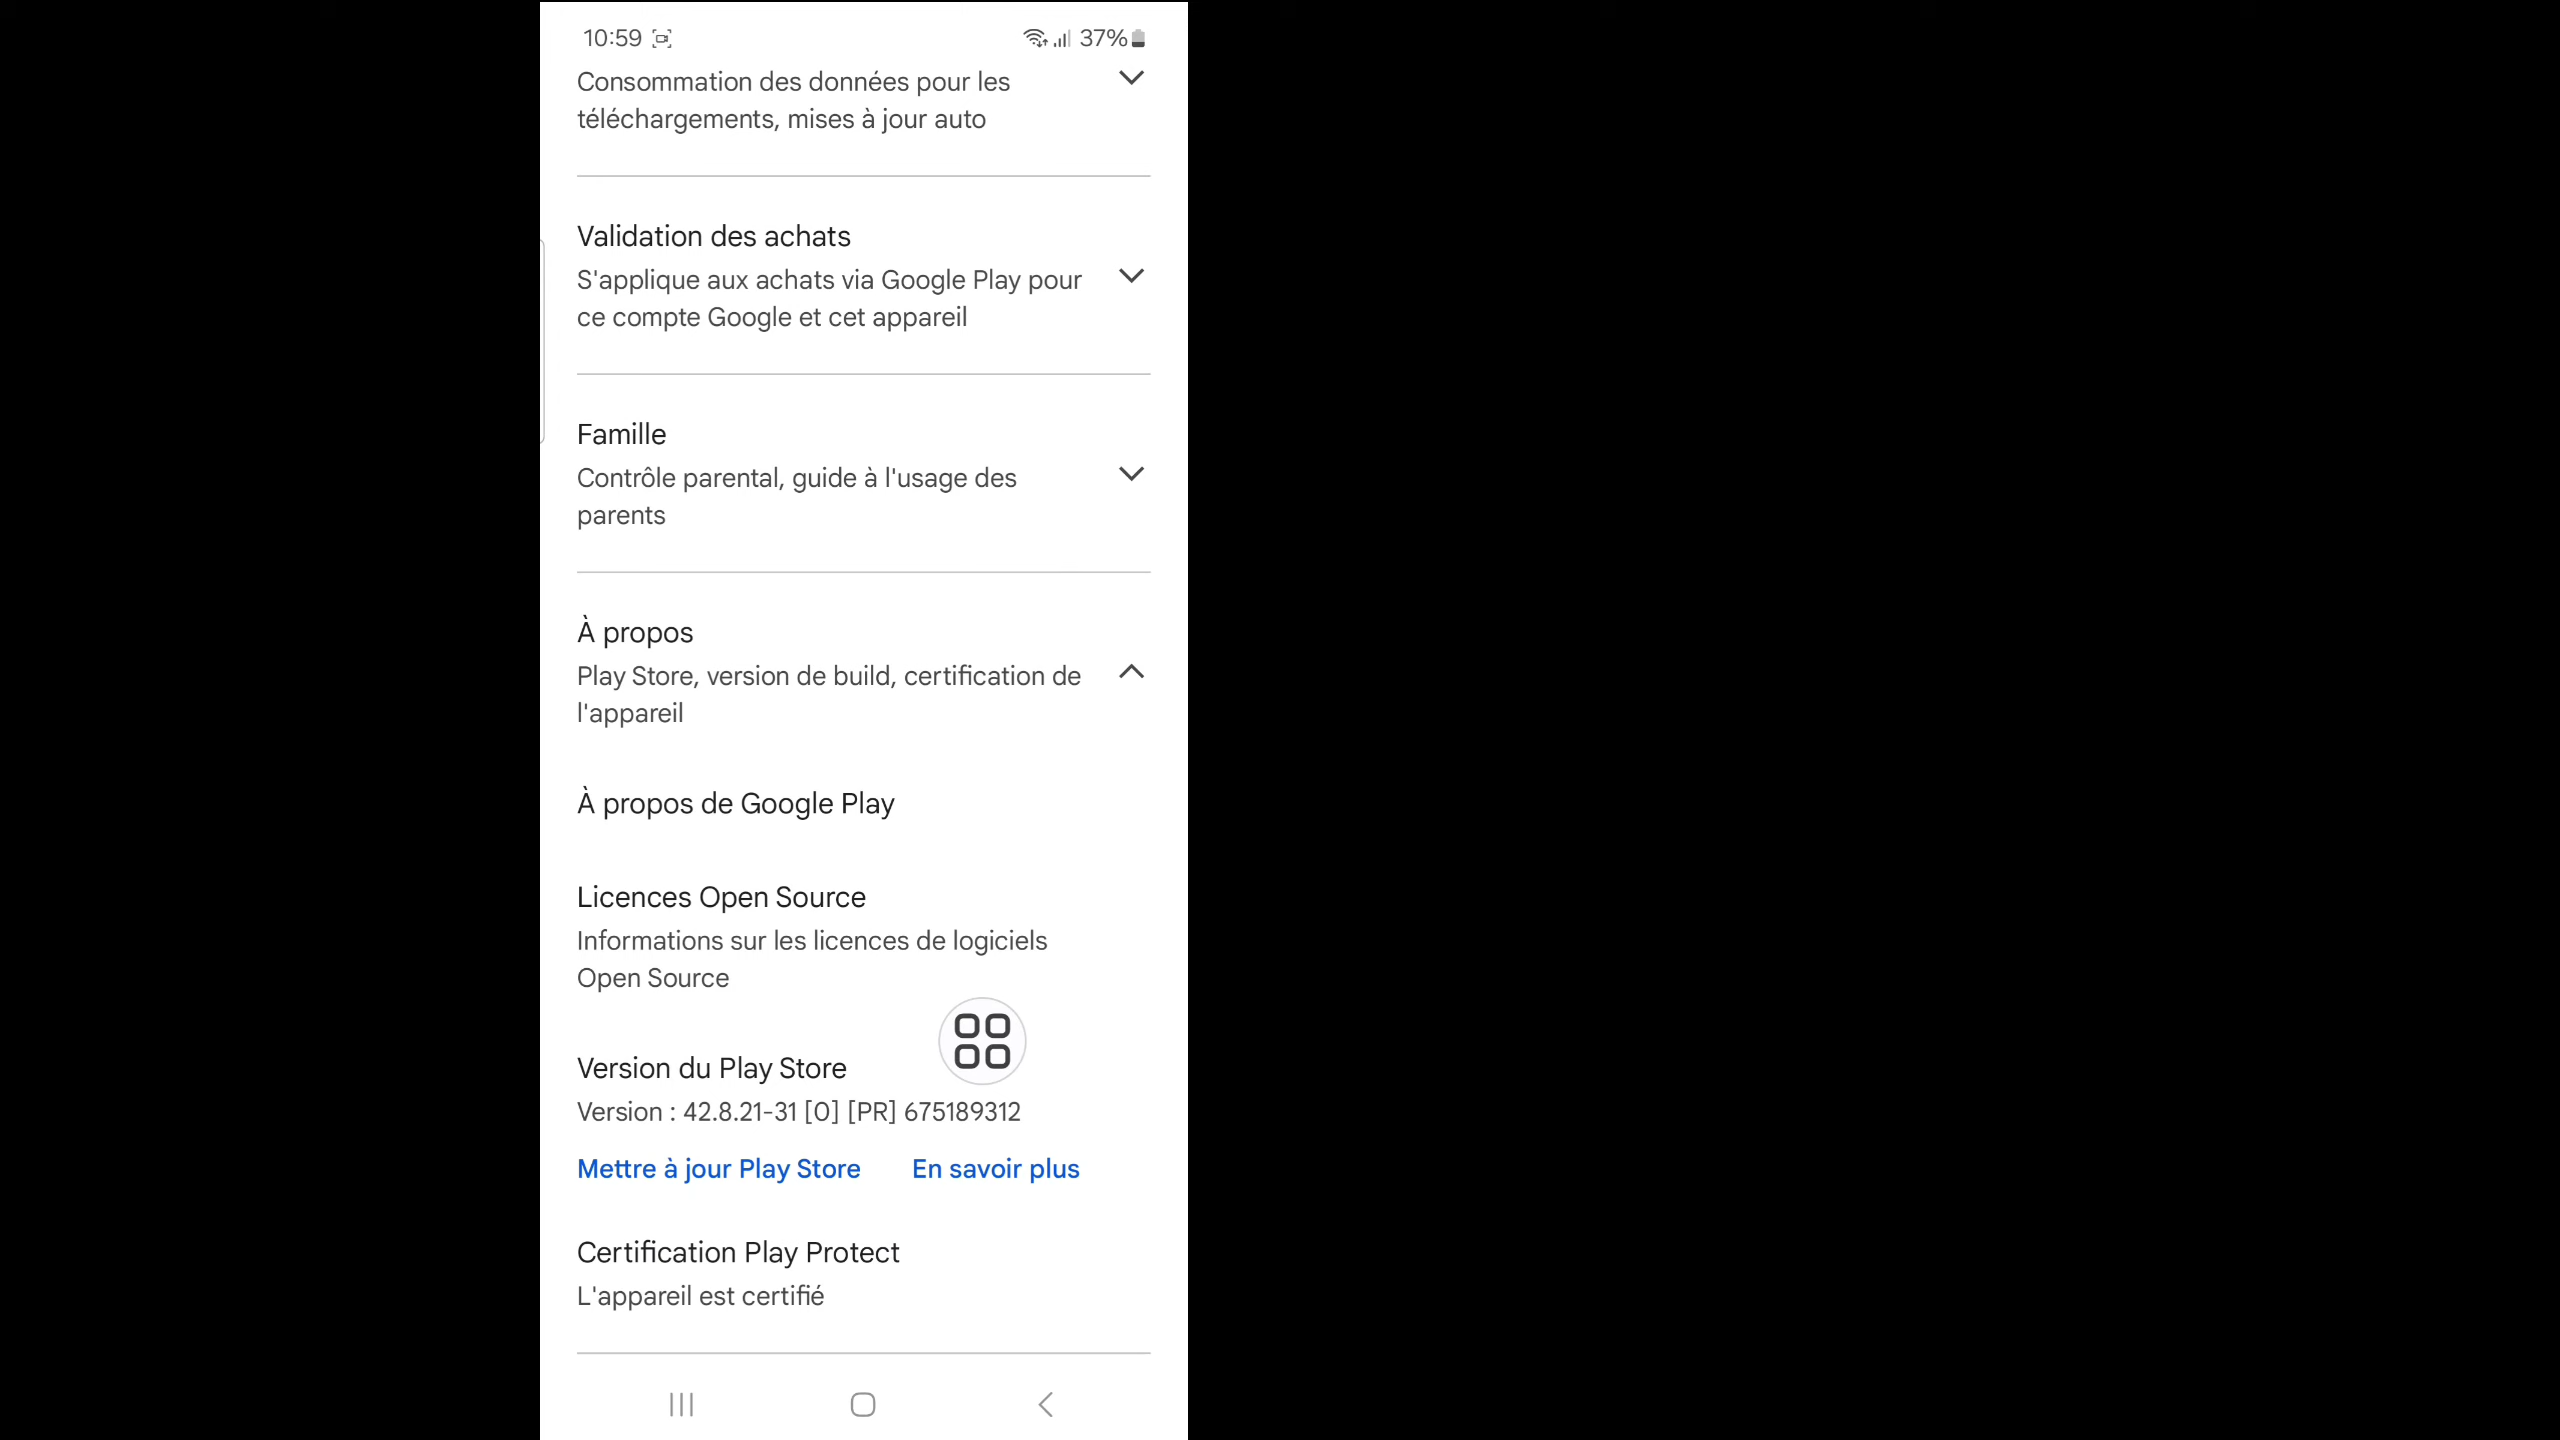 10:59
37%
Consommation des données pour les
téléchargements, mises à jour auto
Validation des achats
S'applique aux achats via Google Play pour
ce compte Google et cet appareil
Famille
Contrôle parental, guide à l'usage des
parents
À propos
Play Store, version de build, certification de
l'appareil
À propos de Google Play
Licences Open Source
Informations sur les licences de logiciels
Open Source
Version du Play Store
Version : 42.8.21-31 [0] [PR] 675189312
Mettre à jour Play Store En savoir plus
Certification Play Protect
L'appareil est certifié